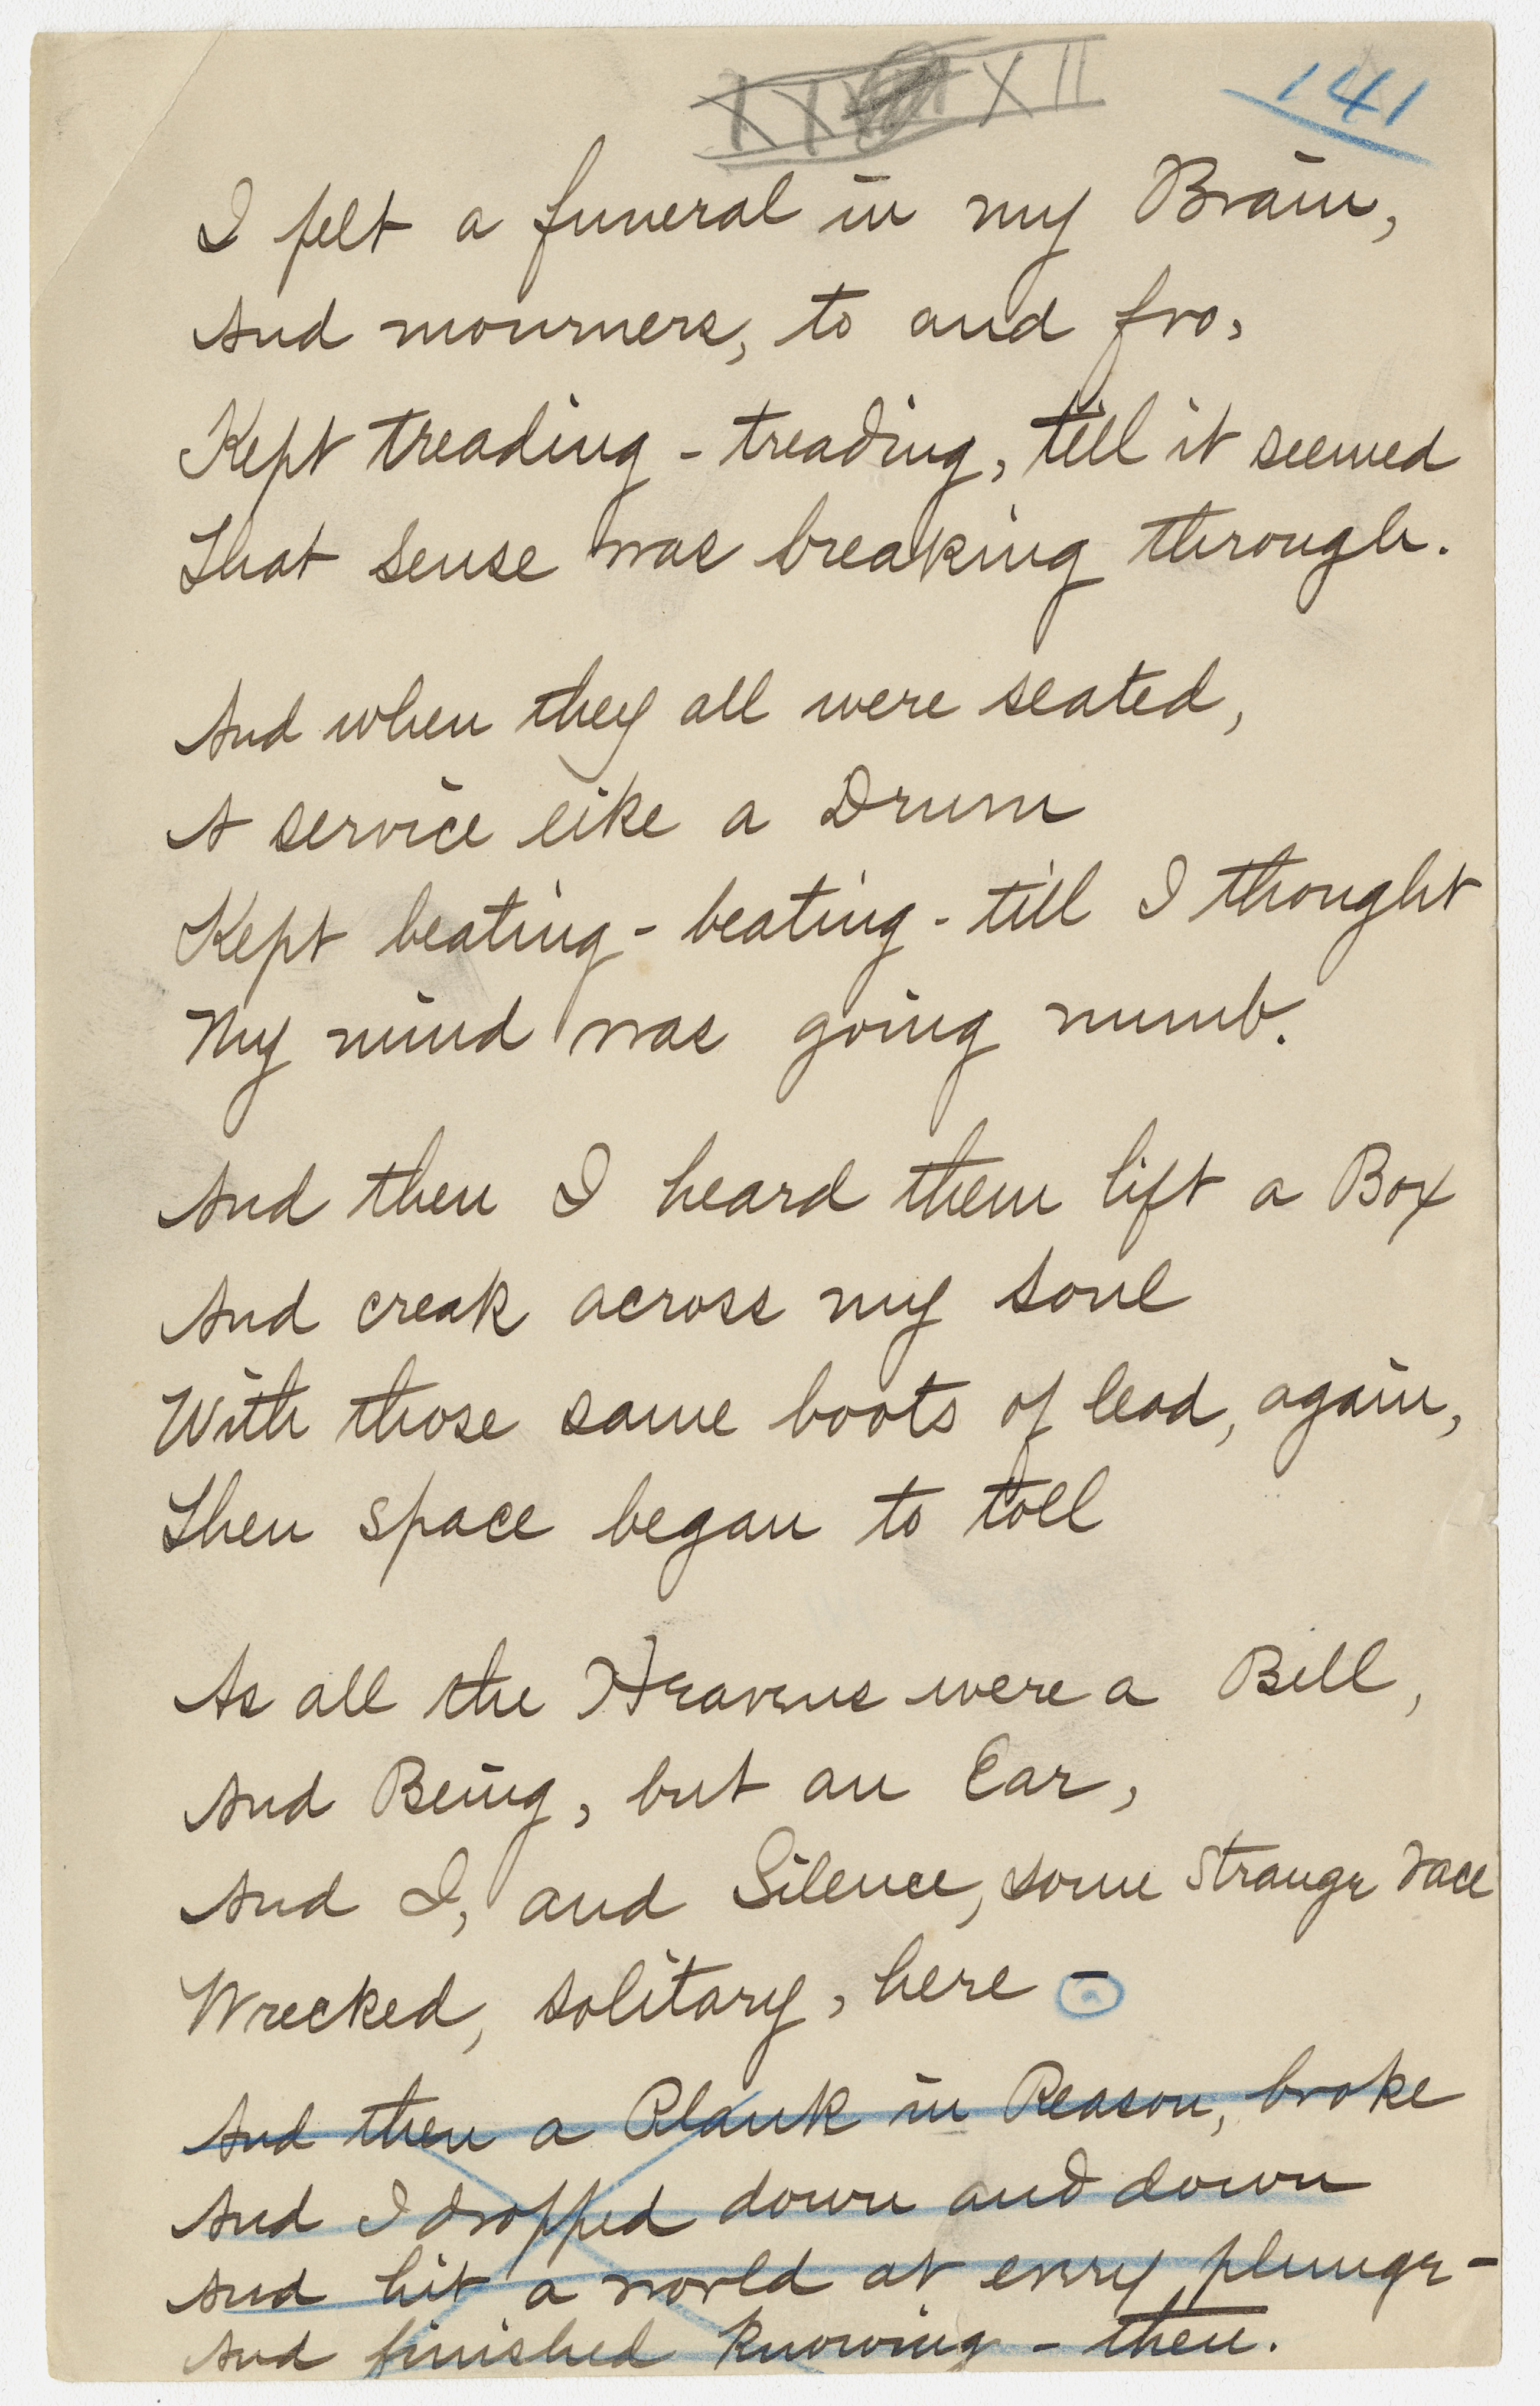 XII
141
I felt a funeral in my Brain,
And mourners, to and fro,
Kept treading - treading, till it seemed
That sense was breaking through.
And when they all were seated,
A service like a Drum
Kept beating - beating - till I thought
My mind was going numb.
And then I heard them lift a Box
And creak across my soul
With those same boots of lead, again,
Then space began to toll
As all the Heavens were a Bell,
And Being, but an Ear,
And I, and Silence, some strange race
Wrecked, solitary, here -
And then a Plank in Reason, broke
And I dropped down and down
And hit a world at every plunge -
And finished knowing - then.